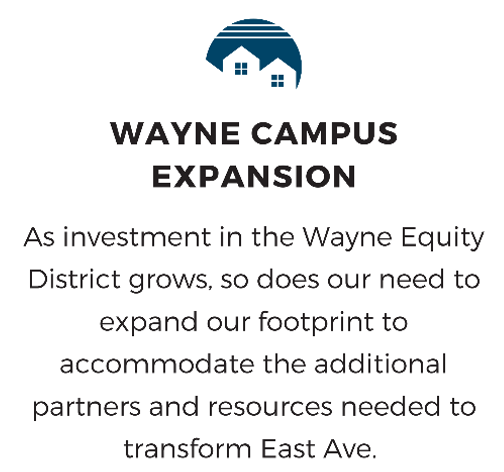 WAYNE CAMPUS
EXPANSION
As investment in the Wayne Equity
District grows, so does our need to
expand our footprint to
accommodate the additional
partners and resources needed to
transform East Ave.